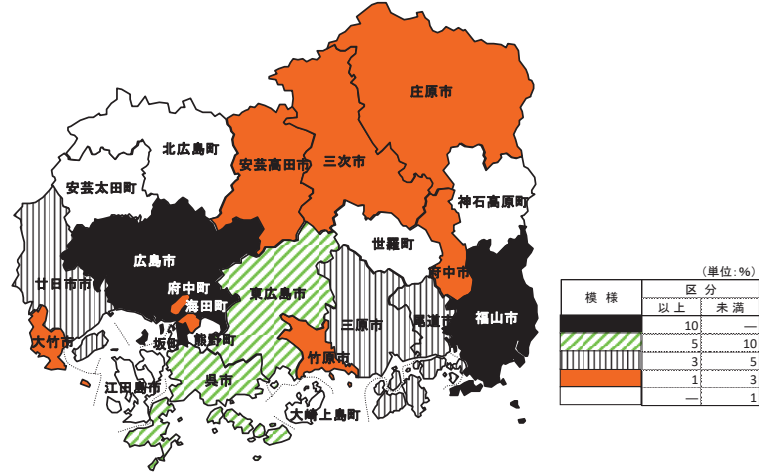 庄原市
北広島町
安芸高田市
三次市
安芸太田町
神石高原町
世羅町
広島市
府中市
廿日市市
府中町
東広島市
海田町
三原市
尾道市
福山市
大竹市
坂町
熊野町
竹原市
呉市
江田島市
大崎上島町
(単位:%)
模 様 区 分
以 上 未 満
10 —
5 10
3 5
1 3
— 1